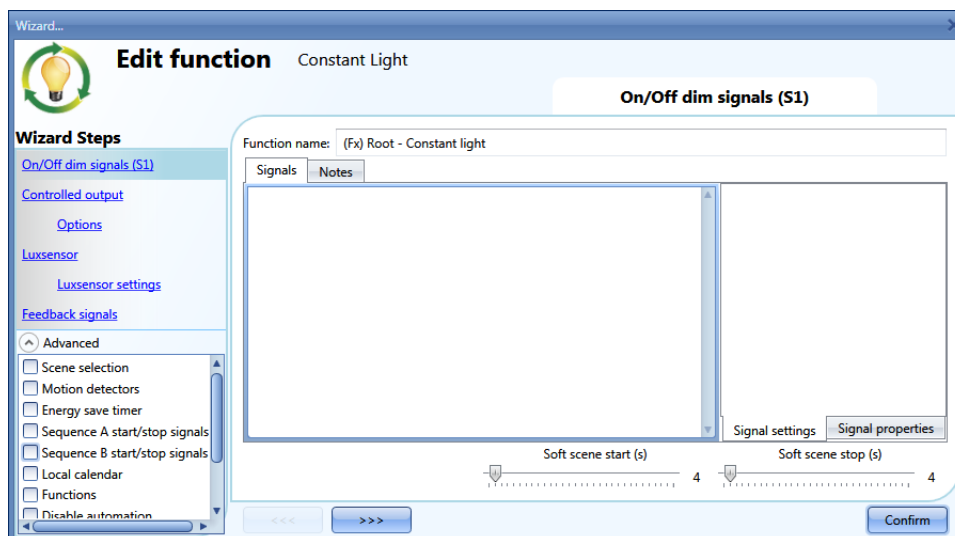 Wizard...
Edit function Constant Light
On/Off dim signals (S1)
Wizard Steps
On/Off dim signals (S1)
Controlled output
Options
Luxsensor
Luxsensor settings
Feedback signals
Advanced
Scene selection
Motion detectors
Energy save timer
Sequence A start/stop signals
Sequence B start/stop signals
Local calendar
Functions
Disable automation
Function name: (Fx) Root - Constant light
Signals Notes
Signal settings Signal properties
Soft scene start (s) Soft scene stop (s)
4 4
<<< >>> Confirm